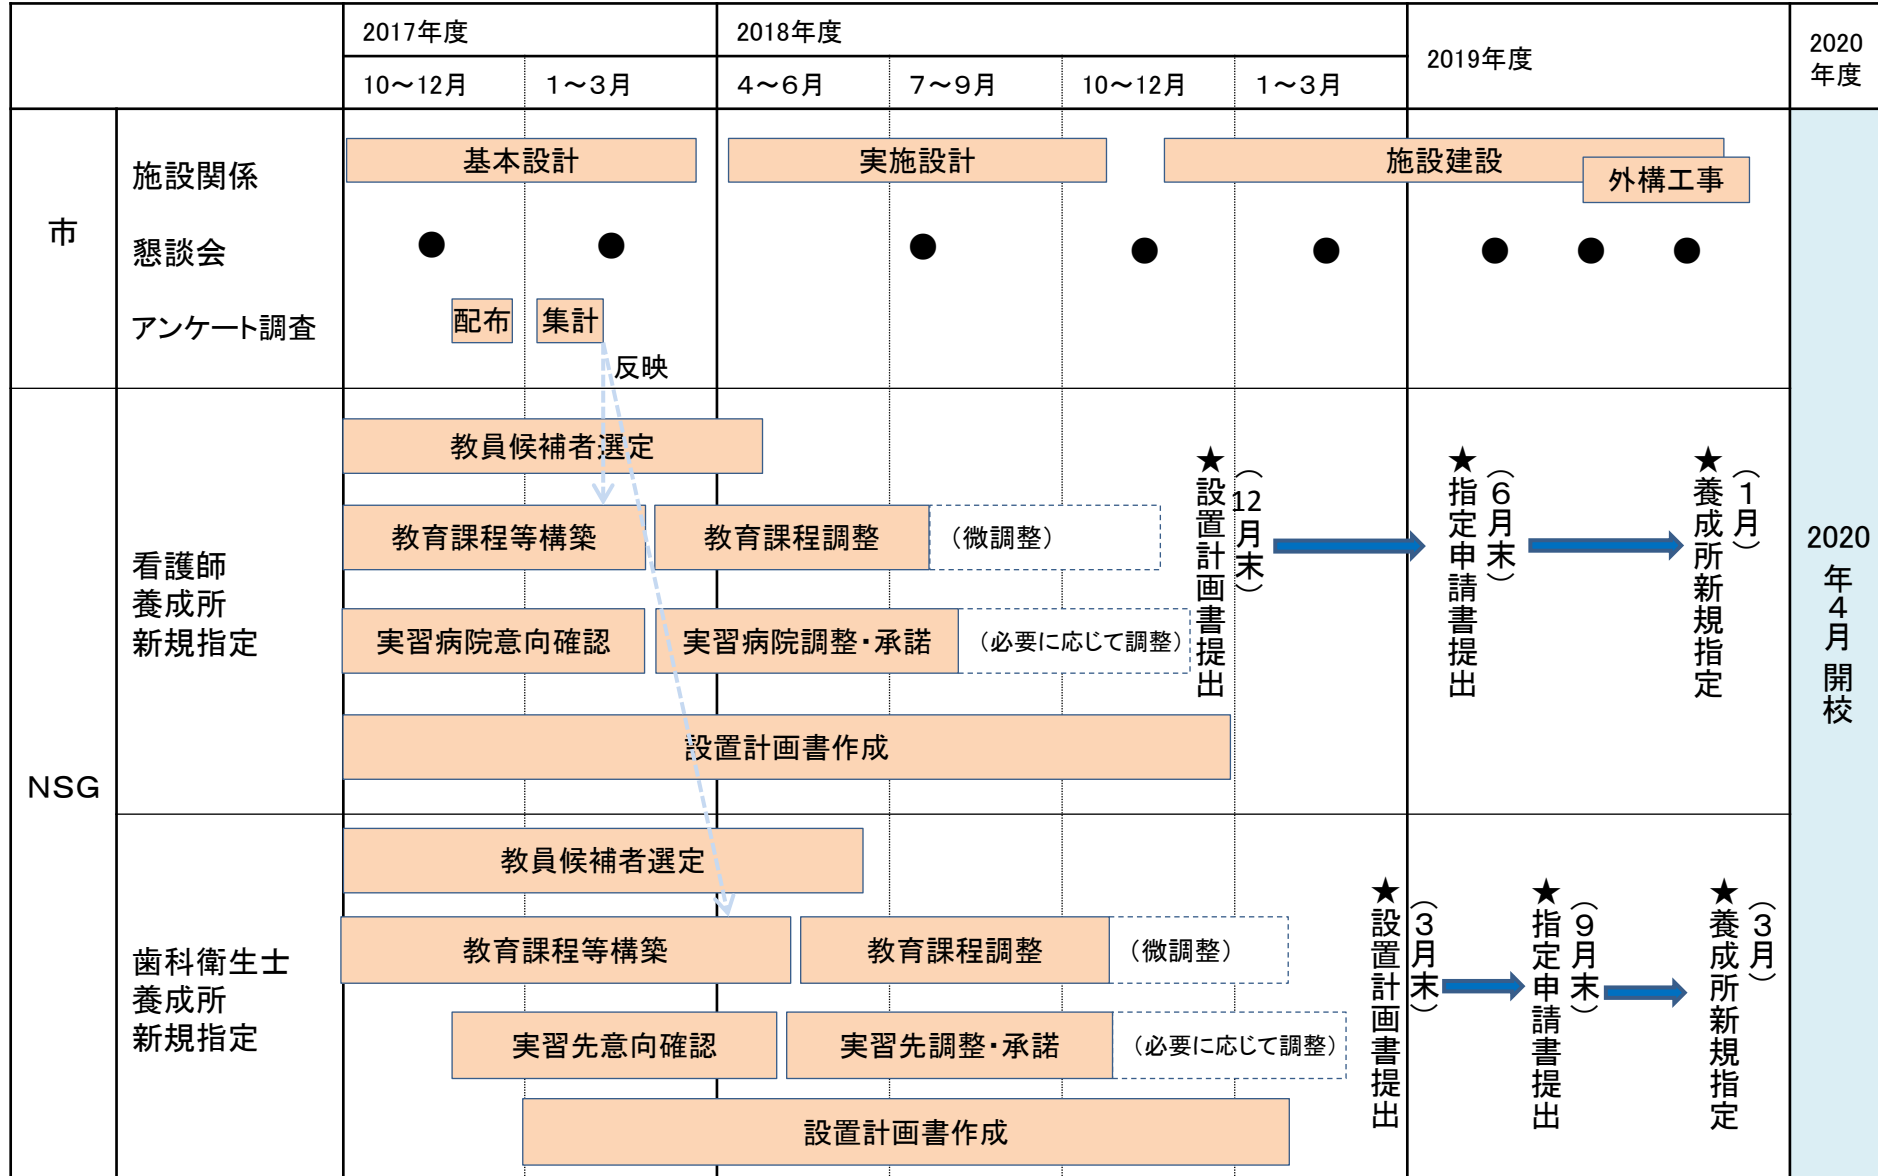 2017年度
2018年度
2019年度
2020
年度
10～12月
1～3月
4～6月
7～9月
10～12月
1～3月
市
施設関係
基本設計
実施設計
施設建設
外構工事
懇談会
アンケート調査
配布
集計
反映
NSG
看護師
養成所
新規指定
教員候補者選定
教育課程等構築
教育課程調整
（微調整）
実習病院意向確認
実習病院調整・承諾
（必要に応じて調整）
設置計画書作成
★設置計画書提出
（12月末）
★指定申請書提出
（6月末）
★養成所新規指定
（1月）
歯科衛生士
養成所
新規指定
教員候補者選定
教育課程等構築
教育課程調整
（微調整）
実習先意向確認
実習先調整・承諾
（必要に応じて調整）
設置計画書作成
★設置計画書提出
（3月末）
★指定申請書提出
（9月末）
★養成所新規指定
（3月）
2020年4月開校